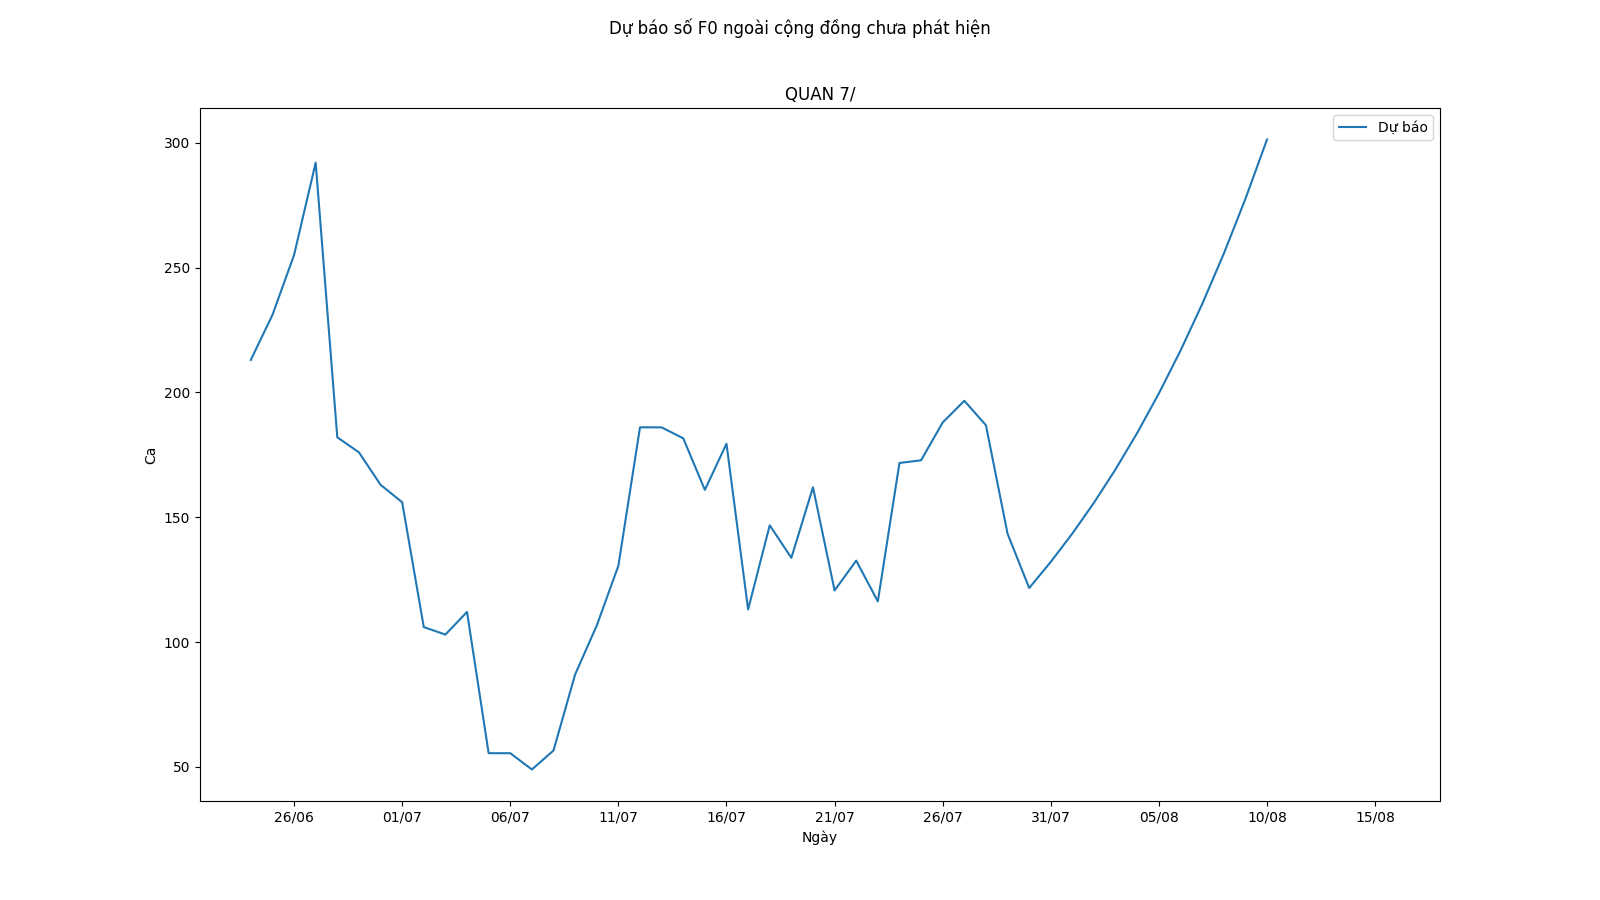 Dự báo số F0 ngoài cộng đồng chưa phát hiện
QUAN 7/
Dự báo
300
250
200
150
100
50
Ca
26/06 01/07 06/07 11/07 16/07 21/07 26/07 31/07 05/08 10/08 15/08
Ngày